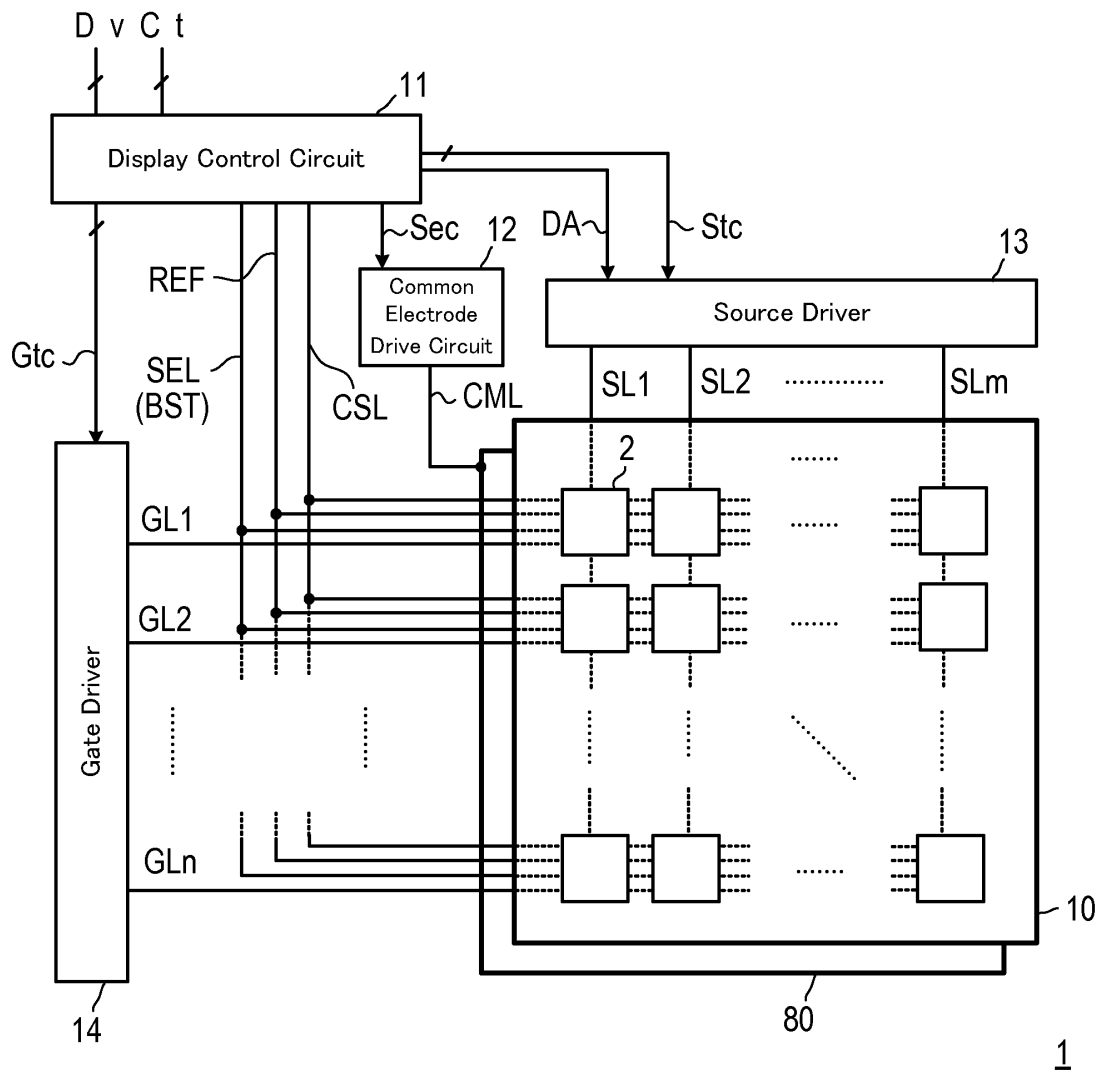 D v C t
11
Display Control Circuit
Sec
12
DA
Stc
13
REF
Common
Electrode
Drive Circuit
Source Driver
Gtc
SEL
(BST)
CSL
CML
SL1
SL2
SLm
2
GL1
GL2
Gate Driver
GLn
10
14
80
1